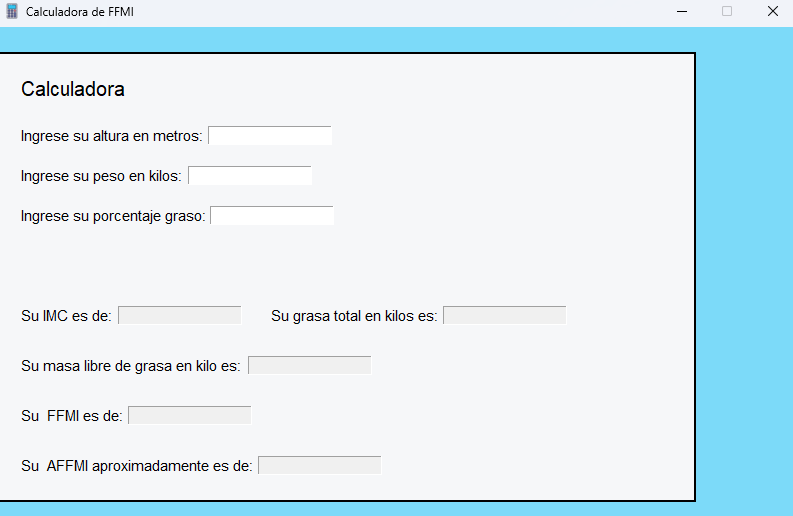 Calculadora de FFMI
Calculadora
Ingrese su altura en metros:
Ingrese su peso en kilos:
Ingrese su porcentaje graso:
Su IMC es de: Su grasa total en kilos es:
Su masa libre de grasa en kilo es:
Su  FFMI es de:
Su  AFFMI aproximadamente es de: